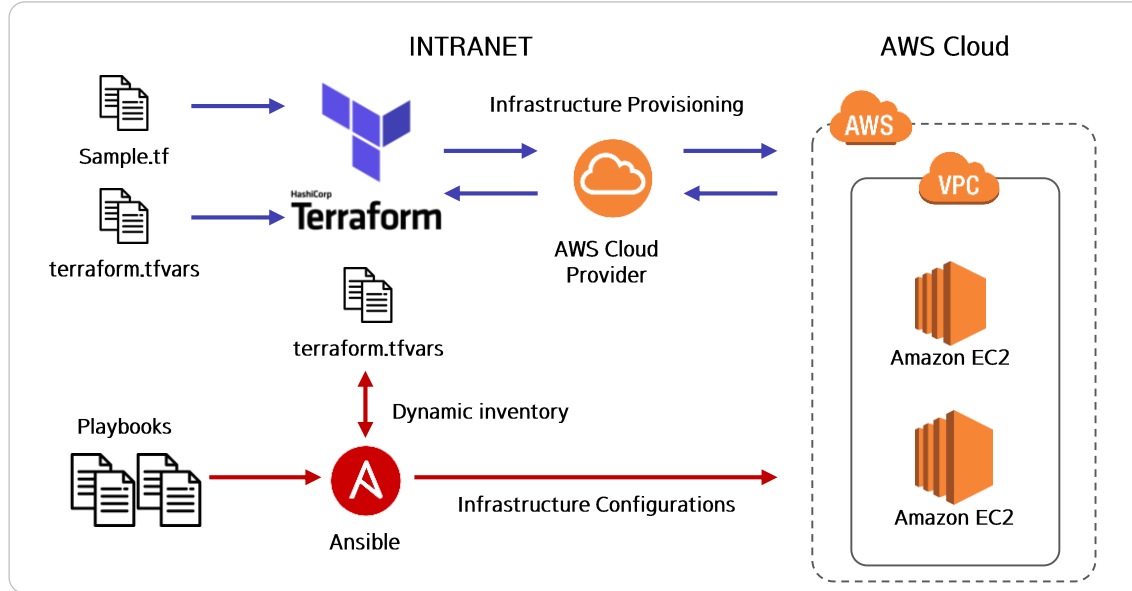 INTRANET
AWS Cloud
Sample.tf
terraform.tfvars
HashiCorp
Terraform
Infrastructure Provisioning
AWS Cloud
Provider
AWS
VPC
Amazon EC2
Amazon EC2
terraform.tfvars
Dynamic inventory
Playbooks
Ansible
Infrastructure Configurations